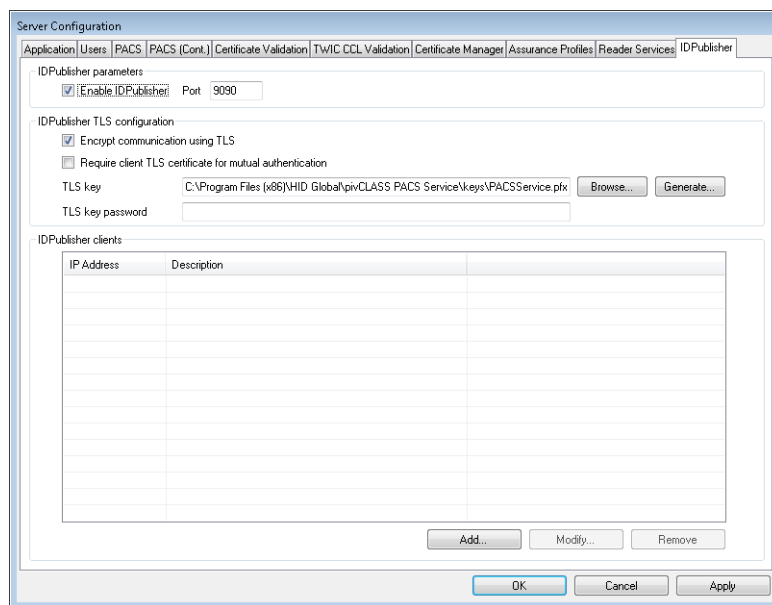 Server Configuration
Application Users PACS PACS (Cont.) Certificate Validation TWIC CCL Validation Certificate Manager Assurance Profiles Reader Services IDPublisher
IDPublisher parameters
Enable IDPublisher Port 9090
IDPublisher TLS configuration
Encrypt communication using TLS
Require client TLS certificate for mutual authentication
TLS key C:\Program Files (x86)\HID Global\pivCLASS PACS Service\keys\PACSService.pfx Browse... Generate...
TLS key password
IDPublisher clients
IP Address Description
Add... Modify... Remove
OK Cancel Apply